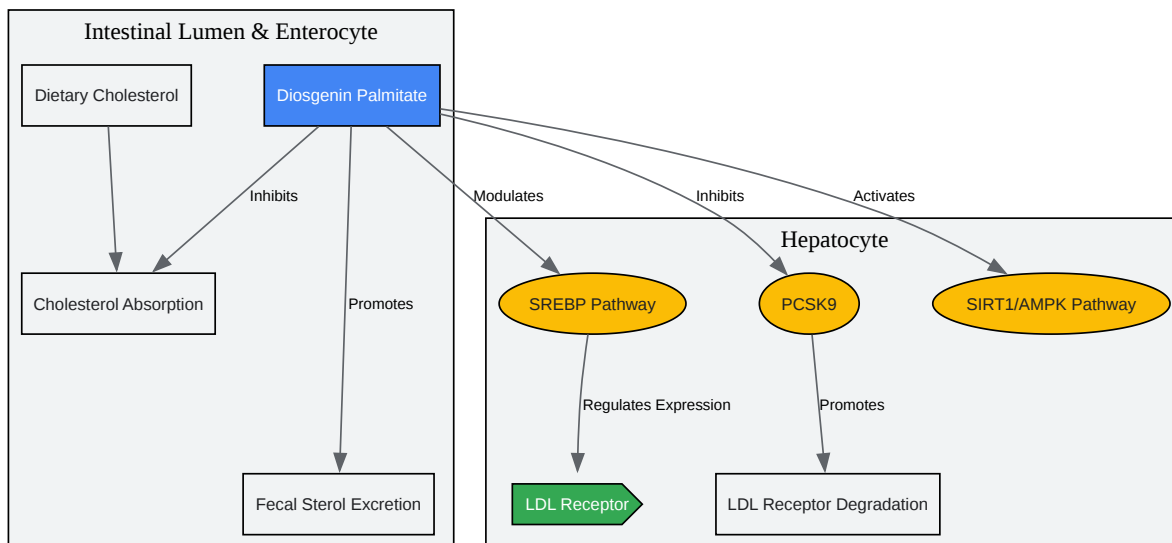 Intestinal Lumen & Enterocyte
Dietary Cholesterol
Diosgenin Palmitate
Inhibits
Modulates
Inhibits
Activates
Hepatocyte
Cholesterol Absorption
Promotes
SREBP Pathway
PCSK9
SIRT1/AMPK Pathway
Regulates Expression
Promotes
Fecal Sterol Excretion
LDL Receptor
LDL Receptor Degradation